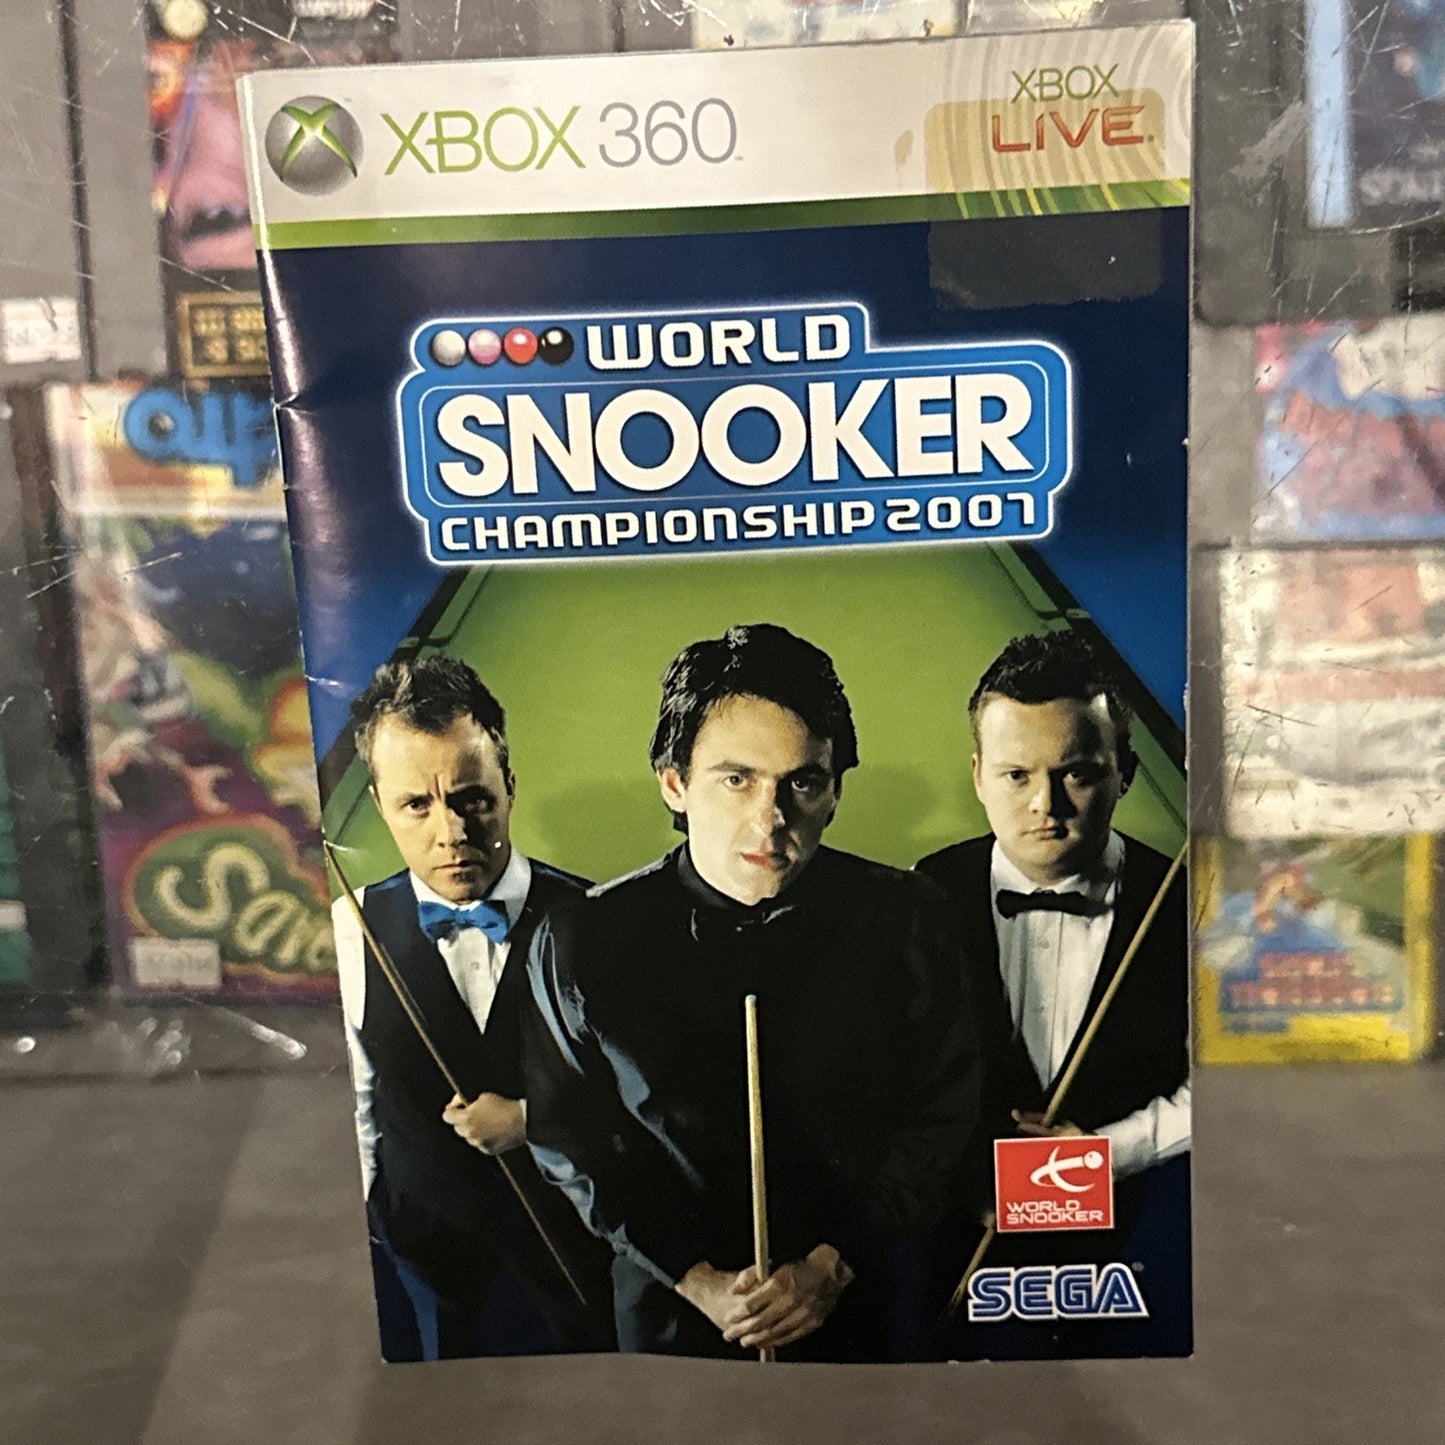 XBOX 360
XBOX
LIVE
WORLD
SNOOKER
CHAMPIONSHIP 2007
WORLD
SNOOKER
SEGA